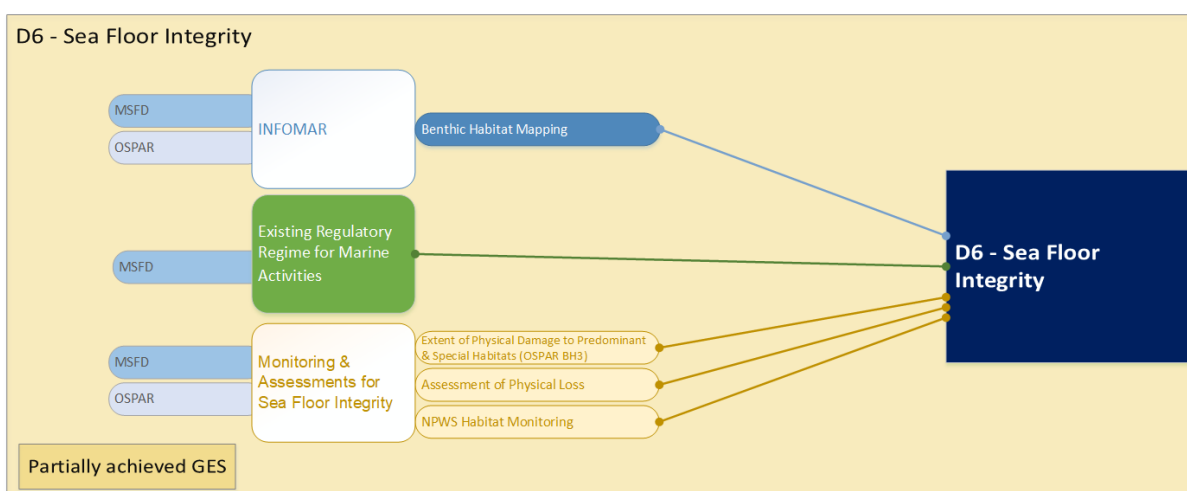 D6 - Sea Floor Integrity
MSFD
OSPAR
INFOMAR
Benthic Habitat Mapping
MSFD
Existing Regulatory
Regime for Marine
Activities
D6 - Sea Floor
Integrity
MSFD
OSPAR
Monitoring &
Assessments for
Sea Floor Integrity
Extent of Physical Damage to Predominant
& Special Habitats (OSPAR BH3)
Assessment of Physical Loss
NPWS Habitat Monitoring
Partially achieved GES